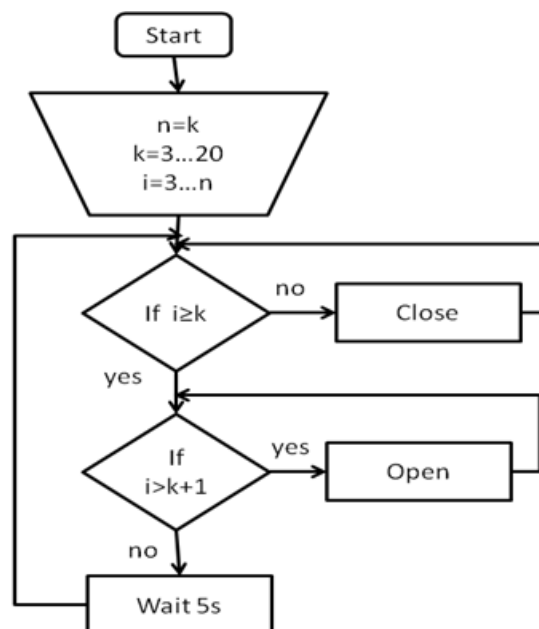 Start
n=k
k=3...20
i=3...n
If i≥k
no
Close
yes
If
i>k+1
yes
Open
no
Wait 5s